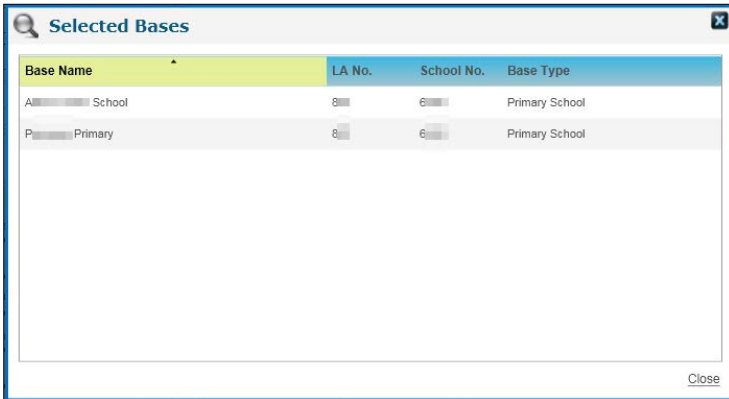 Selected Bases
Base Name LA No. School No. Base Type
School Primary School
Primary Primary School
Close